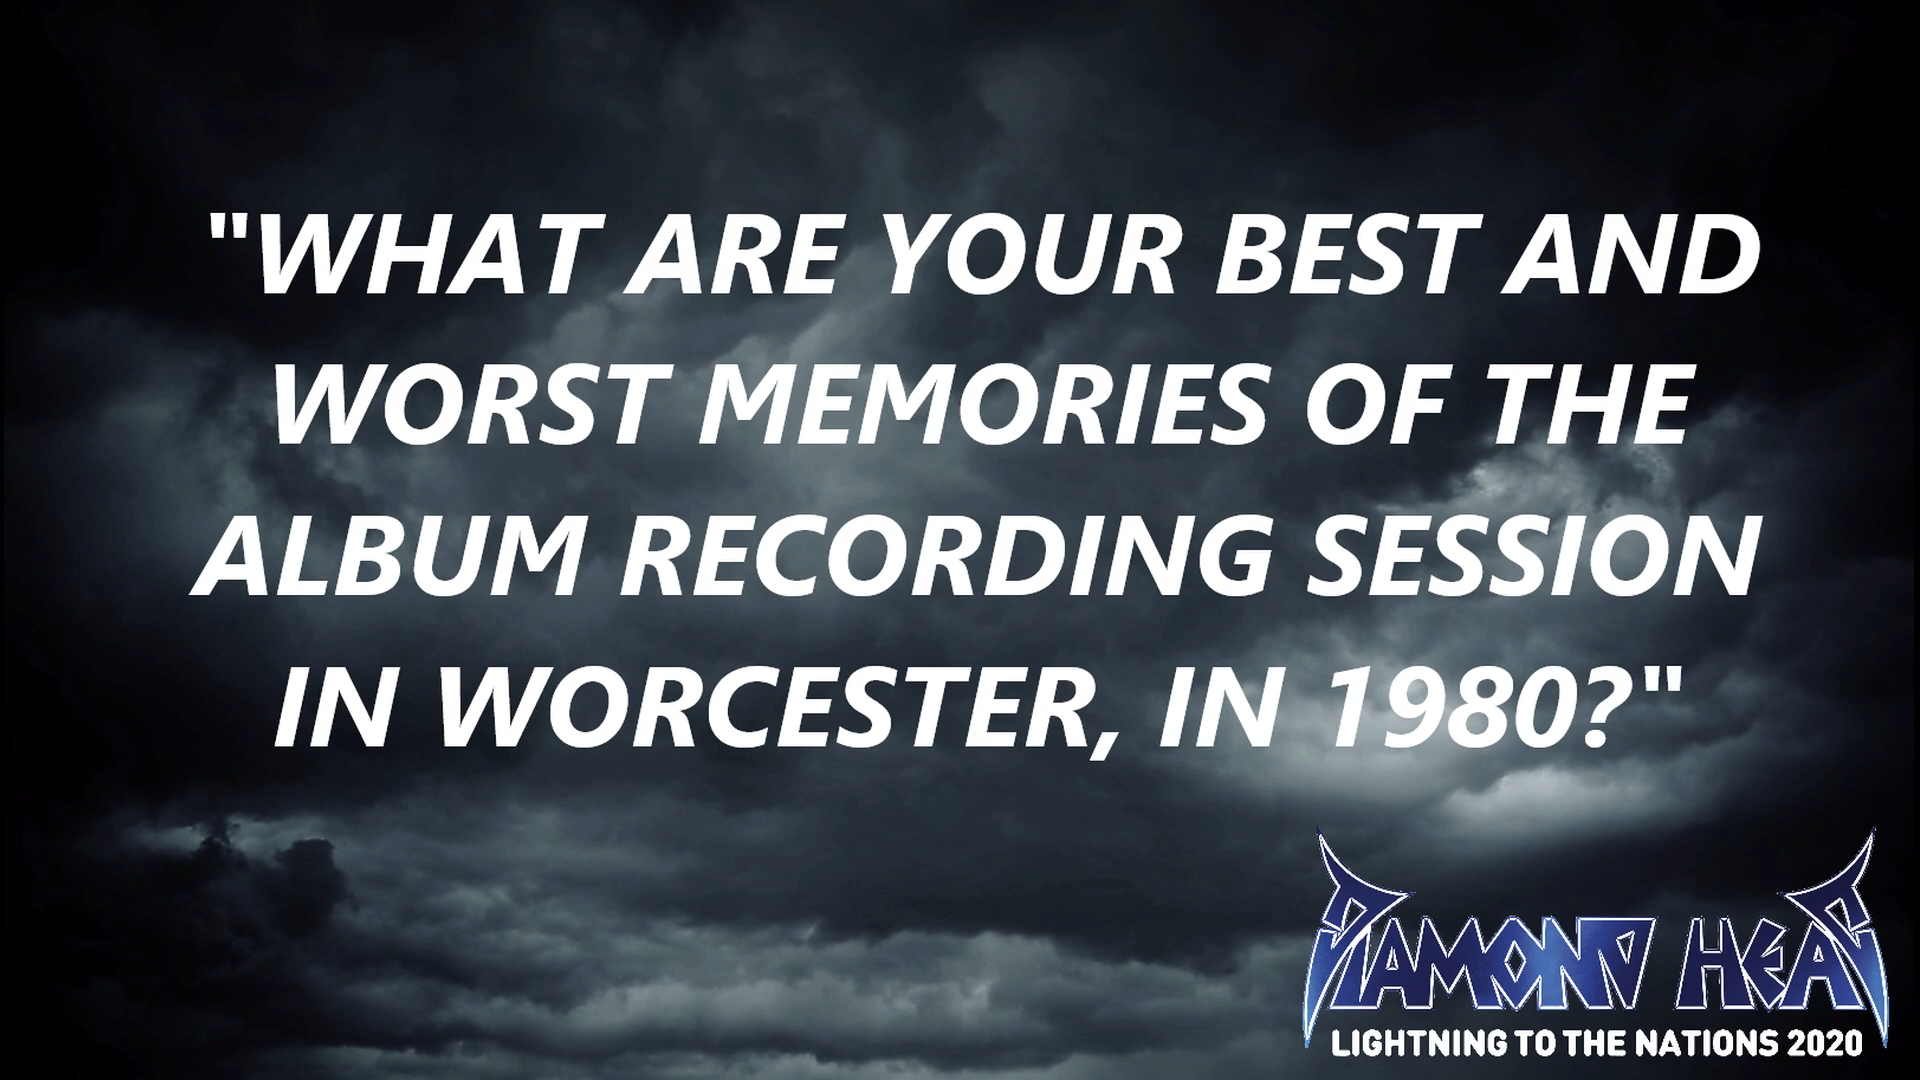 "WHAT ARE YOUR BEST AND
WORST MEMORIES OF THE
ALBUM RECORDING SESSION
IN WORCESTER, IN 1980?"
DIAMOND HEAD
LIGHTNING TO THE NATIONS 2020